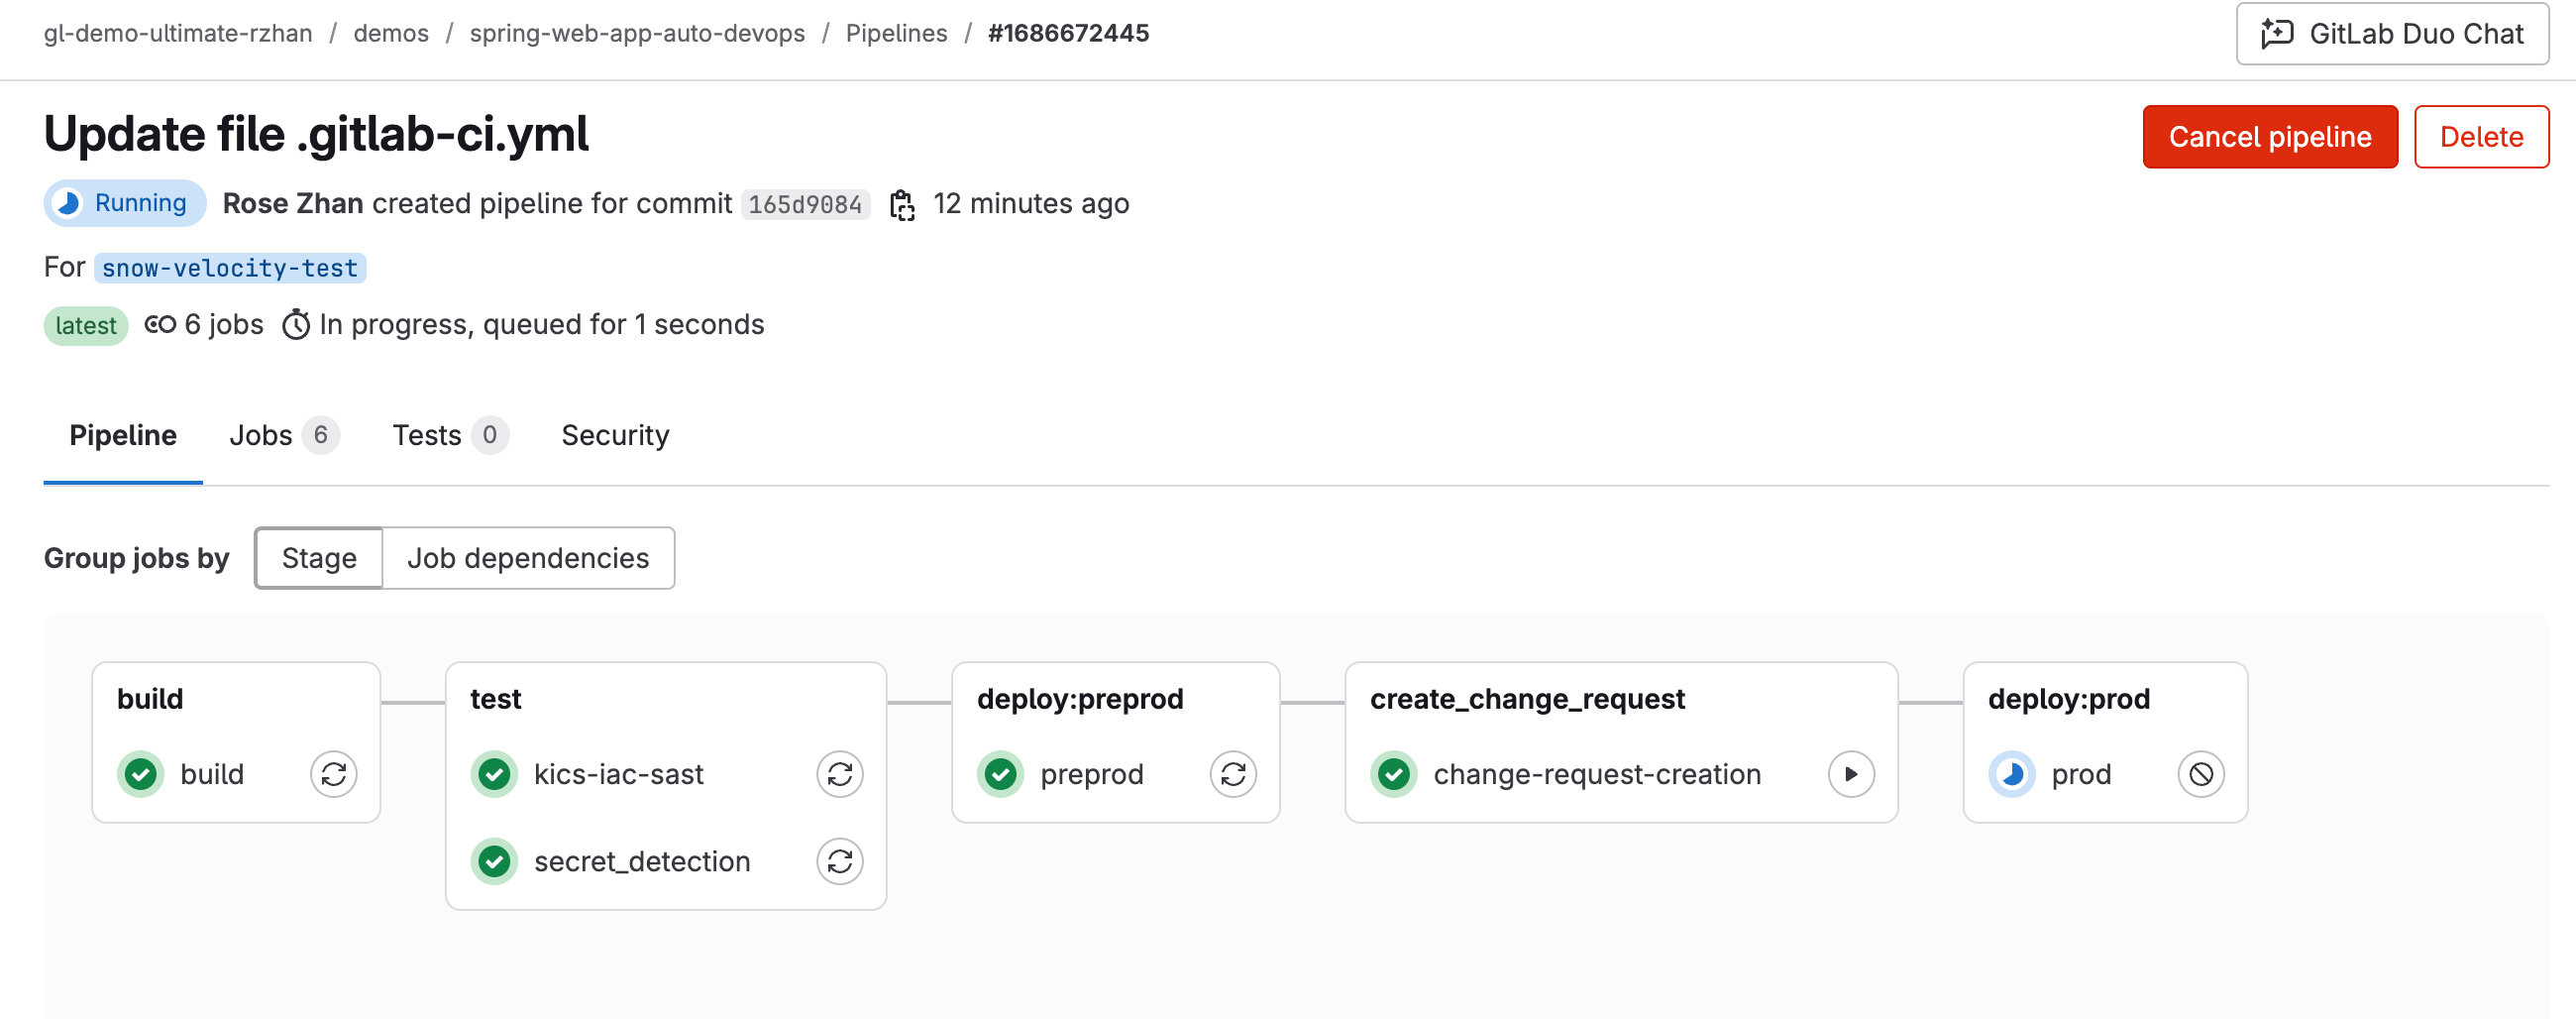 gl-demo-ultimate-rzhan / demos / spring-web-app-auto-devops / Pipelines / #1686672445
GitLab Duo Chat
Update file .gitlab-ci.yml
Cancel pipeline
Delete
Running Rose Zhan created pipeline for commit 165d9084 12 minutes ago
For snow-velocity-test
latest 6 jobs In progress, queued for 1 seconds
Pipeline Jobs 6 Tests 0 Security
Group jobs by Stage Job dependencies
build
build
test
kics-iac-sast
secret_detection
deploy:preprod
preprod
create_change_request
change-request-creation
deploy:prod
prod